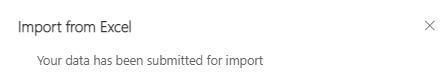 Import from Excel
Your data has been submitted for import